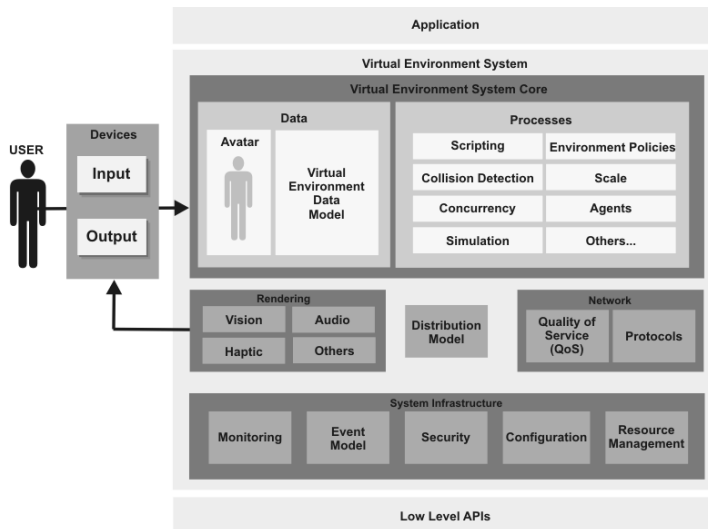 Application
Virtual Environment System
Virtual Environment System Core
USER
Devices
Input
Output
Data
Avatar
Virtual
Environment
Data
Model
Processes
Scripting
Environment Policies
Collision Detection
Scale
Concurrency
Agents
Simulation
Others...
Rendering
Vision
Audio
Haptic
Others
Distribution
Model
Network
Quality of
Service
(QoS)
Protocols
System Infrastructure
Monitoring
Event
Model
Security
Configuration
Resource
Management
Low Level APIs